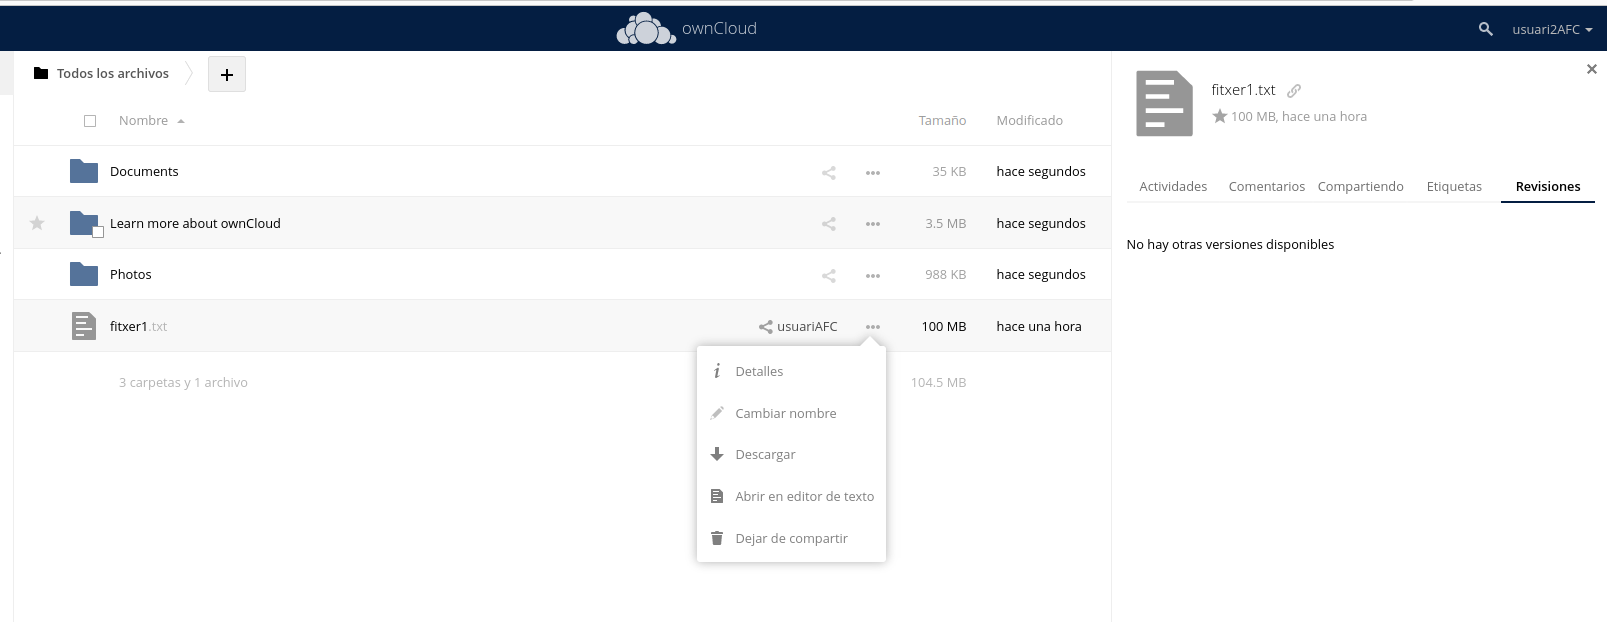 ownCloud
usuari2AFC
Todos los archivos
+
Nombre Tamaño Modificado
Documents 35 KB hace segundos
Learn more about ownCloud 3.5 MB hace segundos
Photos 988 KB hace segundos
fitxer1.txt usuariAFC 100 MB hace una hora
3 carpetas y 1 archivo 104.5 MB
Detalles
Cambiar nombre
Descargar
Abrir en editor de texto
Dejar de compartir
fitxer1.txt
100 MB, hace una hora
Actividades Comentarios Compartiendo Etiquetas Revisiones
No hay otras versiones disponibles